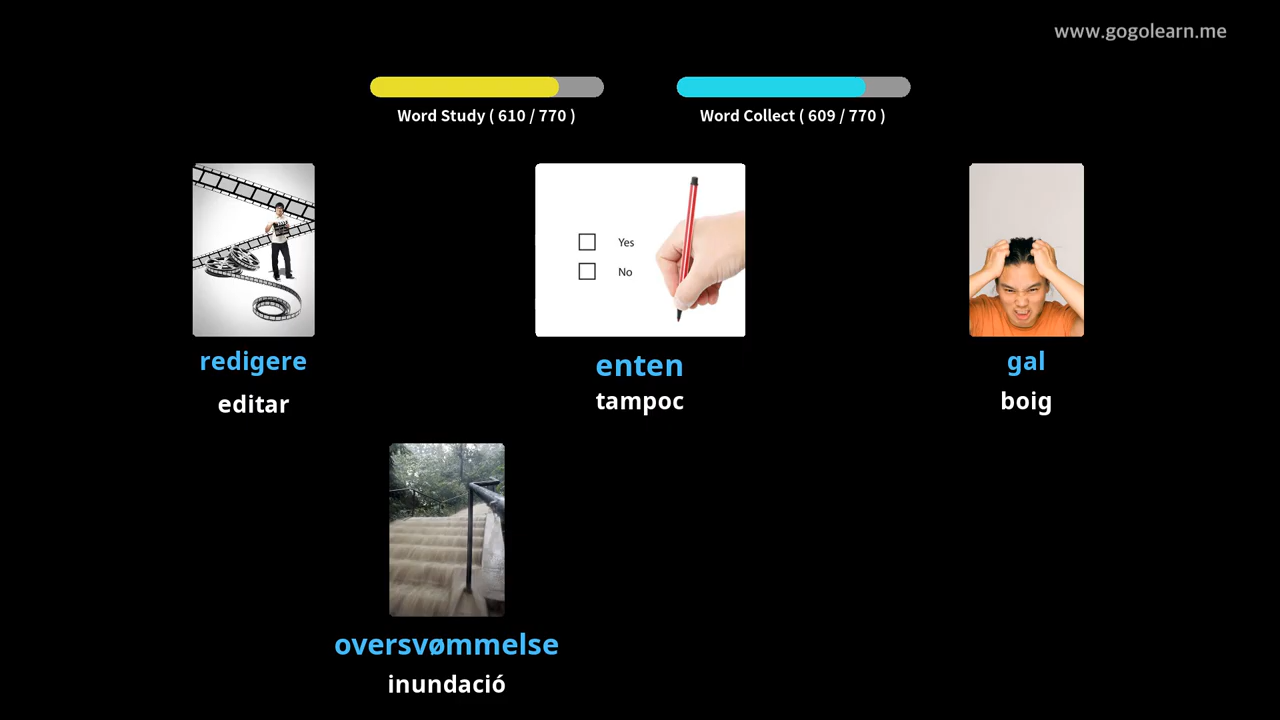 www.gogolearn.me
Word Study ( 610 / 770 )
Word Collect ( 609 / 770 )
Yes
No
redigere
enten
gal
editar
tampoc
boig
oversvømmelse
inundació